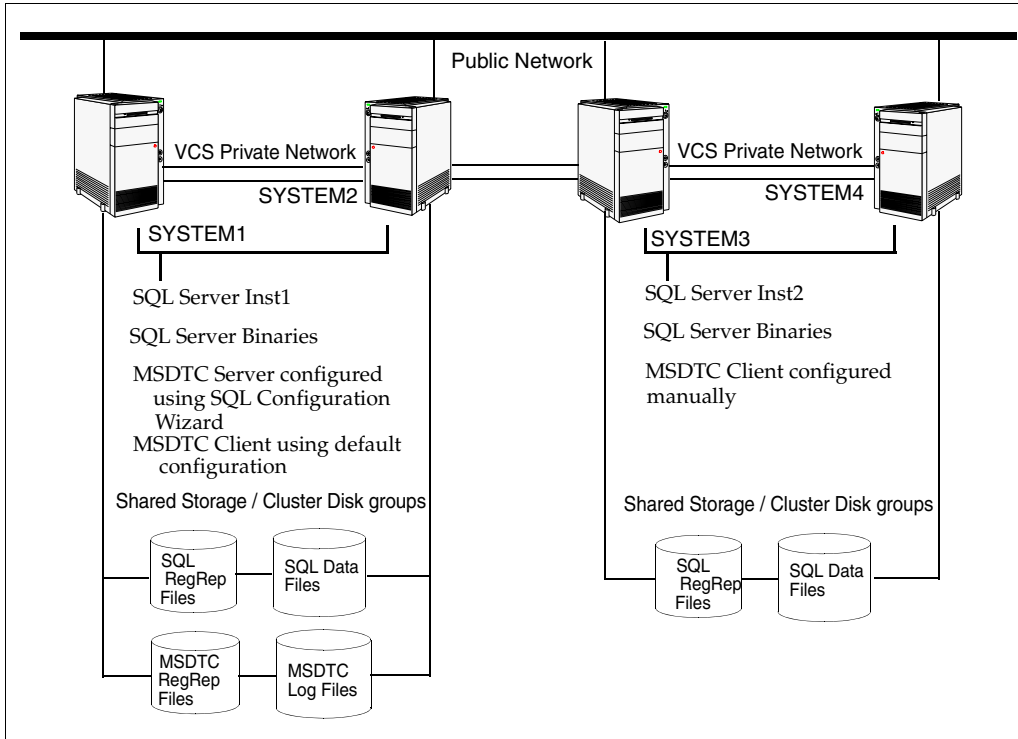 Public Network
VCS Private Network
SYSTEM2
SYSTEM1
SQL Server Inst1
SQL Server Binaries
MSDTC Server configured
using SQL Configuration
Wizard
MSDTC Client using default
configuration
Shared Storage / Cluster Disk groups
SQL
RegRep
Files
SQL Data
Files
MSDTC
RegRep
Files
MSDTC
Log Files
VCS Private Network
SYSTEM4
SYSTEM3
SQL Server Inst2
SQL Server Binaries
MSDTC Client configured
manually
Shared Storage / Cluster Disk groups
SQL
RegRep
Files
SQL Data
Files